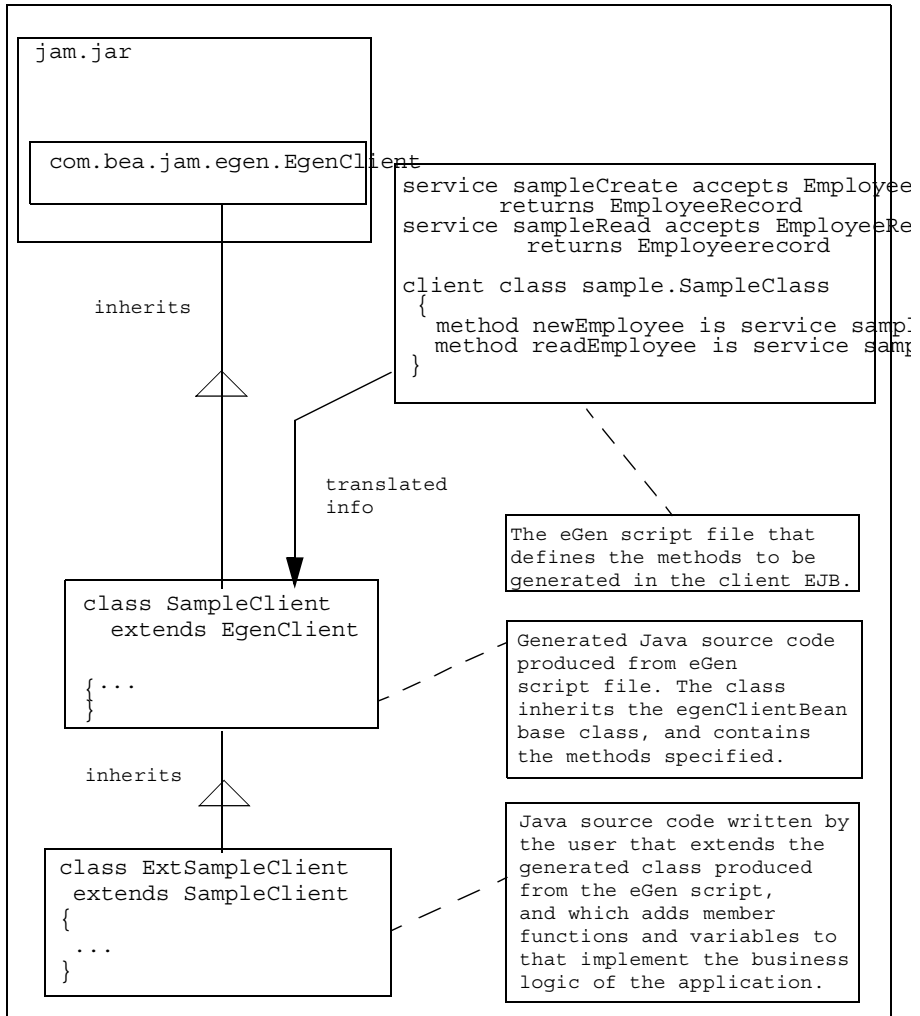 jam.jar
com.bea.jam.egen.EgenClient
service sampleCreate accepts Employee
returns EmployeeRecord
service sampleRead accepts EmployeeRe
returns Employeerecord
client class sample.SampleClass
{
method newEmployee is service sampl
method readEmployee is service samp
}
inherits
translated
info
The eGen script file that
defines the methods to be
generated in the client EJB.
class SampleClient
extends EgenClient
{...
}
Generated Java source code
produced from eGen
script file. The class
inherits the egenClientBean
base class, and contains
the methods specified.
inherits
class ExtSampleClient
extends SampleClient
{
...
}
Java source code written by
the user that extends the
generated class produced
from the eGen script,
and which adds member
functions and variables to
that implement the business
logic of the application.